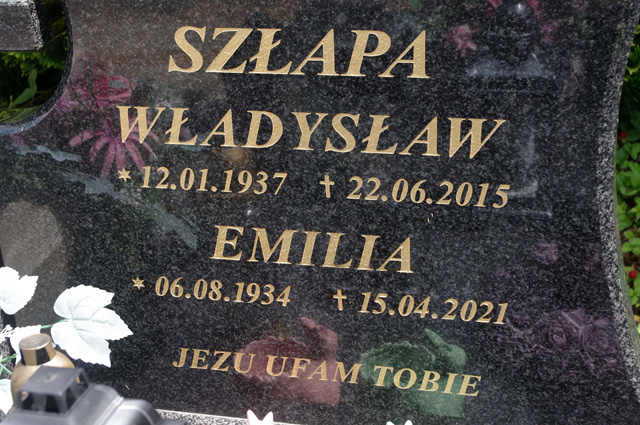 SZŁAPA
WŁADYSŁAW
* 12.01.1937 † 22.06.2015
EMILIA
* 06.08.1934 † 15.04.2021
JEZU UFAM TOBIE